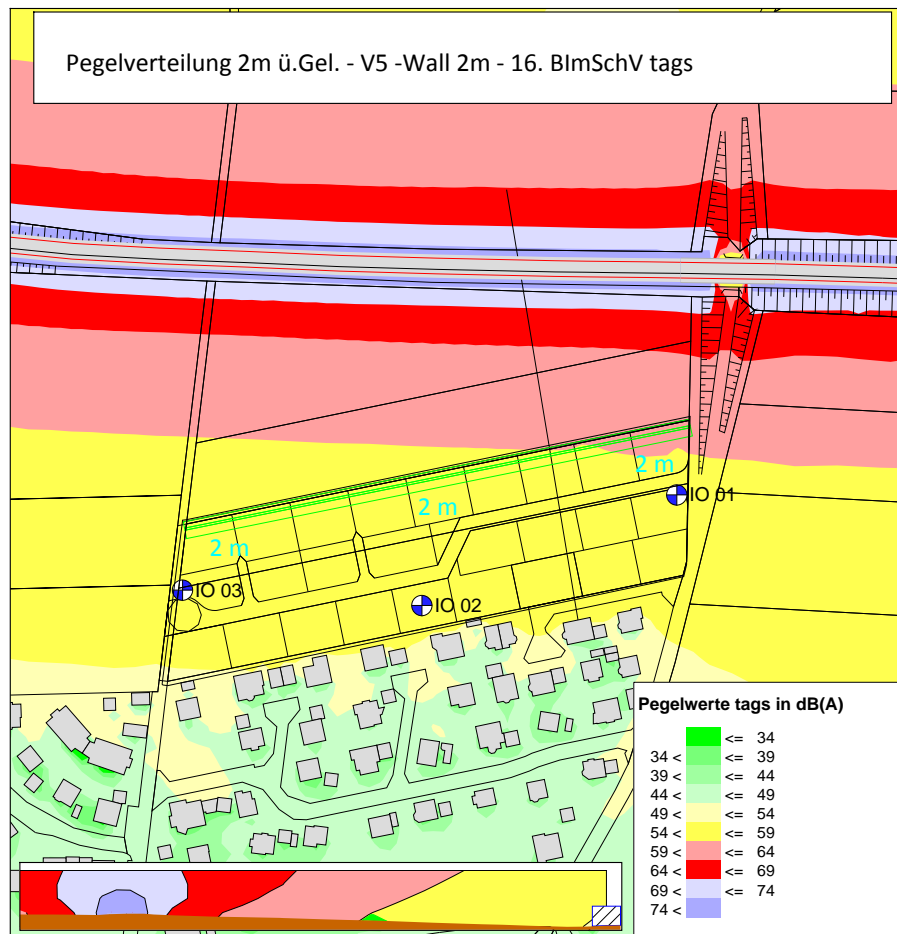 Pegelverteilung 2m ü.Gel. - V5 -Wall 2m - 16. BImSchV tags
2 m
IO 01
2 m
2 m
IO 03
IO 02
Pegelwerte tags in dB(A)
<= 34
34 < <= 39
39 < <= 44
44 < <= 49
49 < <= 54
54 < <= 59
59 < <= 64
64 < <= 69
69 < <= 74
74 <